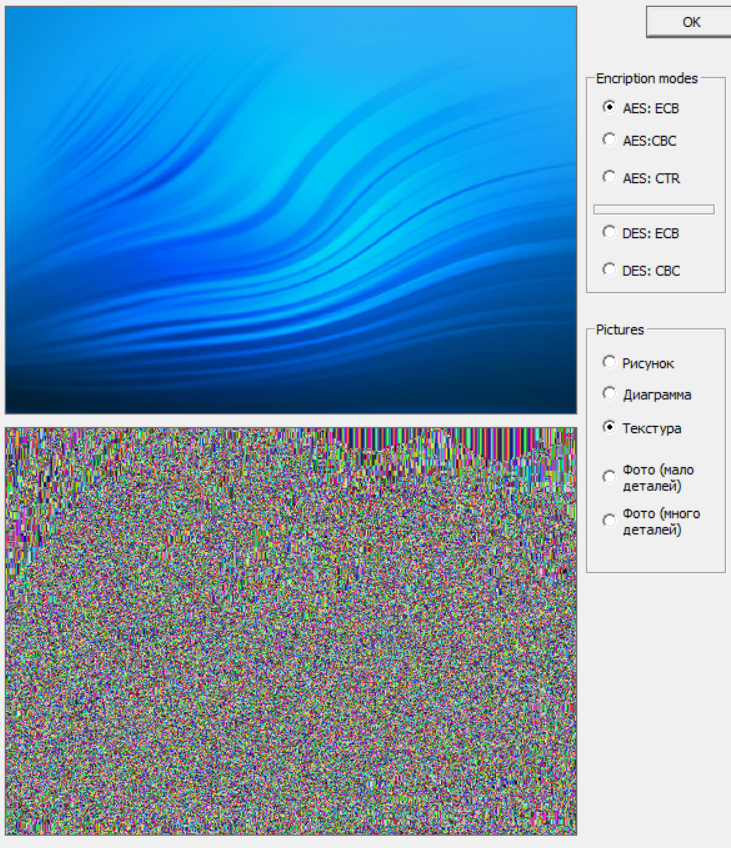 OK
Encription modes
AES: ECB
AES:CBC
AES: CTR
DES: ECB
DES: CBC
Pictures
Рисунок
Диаграмма
Текстура
Фото (мало
деталей)
Фото (много
деталей)